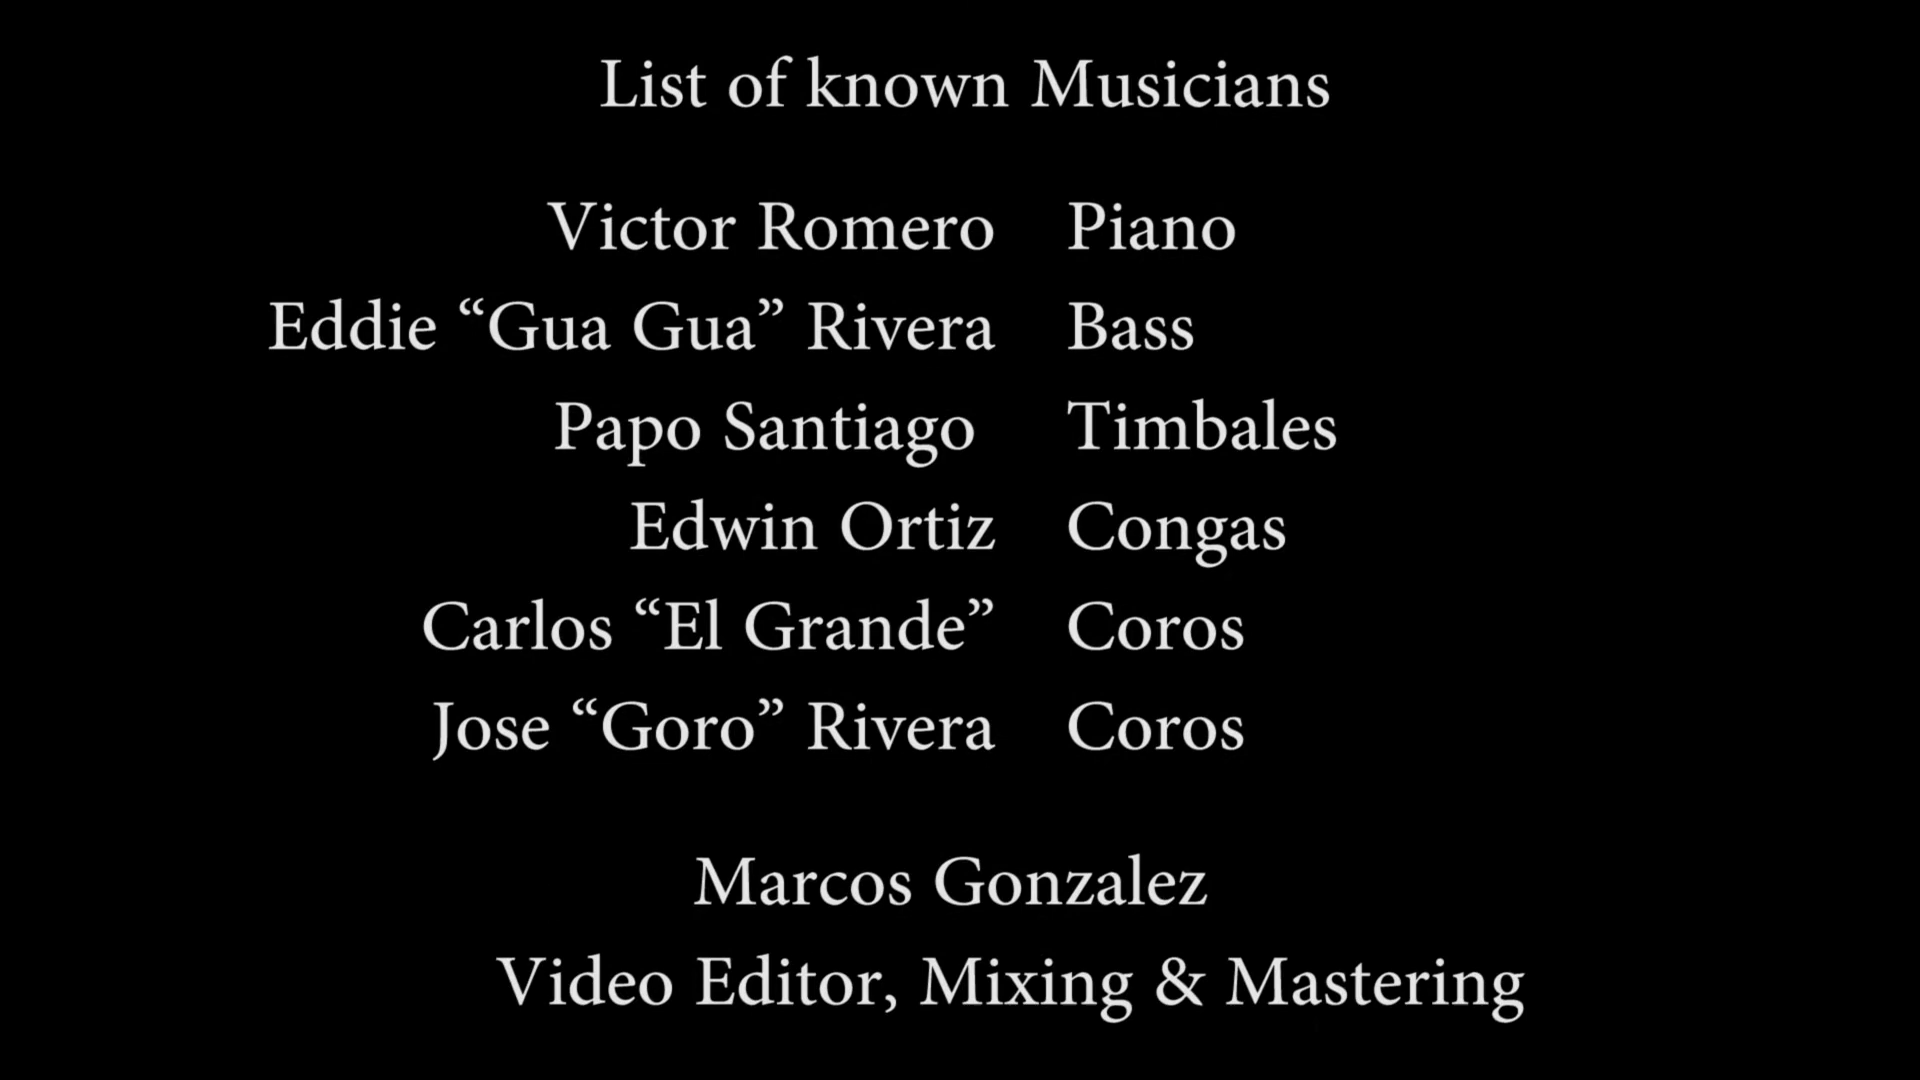 List of known Musicians
Victor Romero Piano
Eddie “Gua Gua” Rivera Bass
Papo Santiago Timbales
Edwin Ortiz Congas
Carlos “El Grande” Coros
Jose “Goro” Rivera Coros
Marcos Gonzalez
Video Editor, Mixing & Mastering